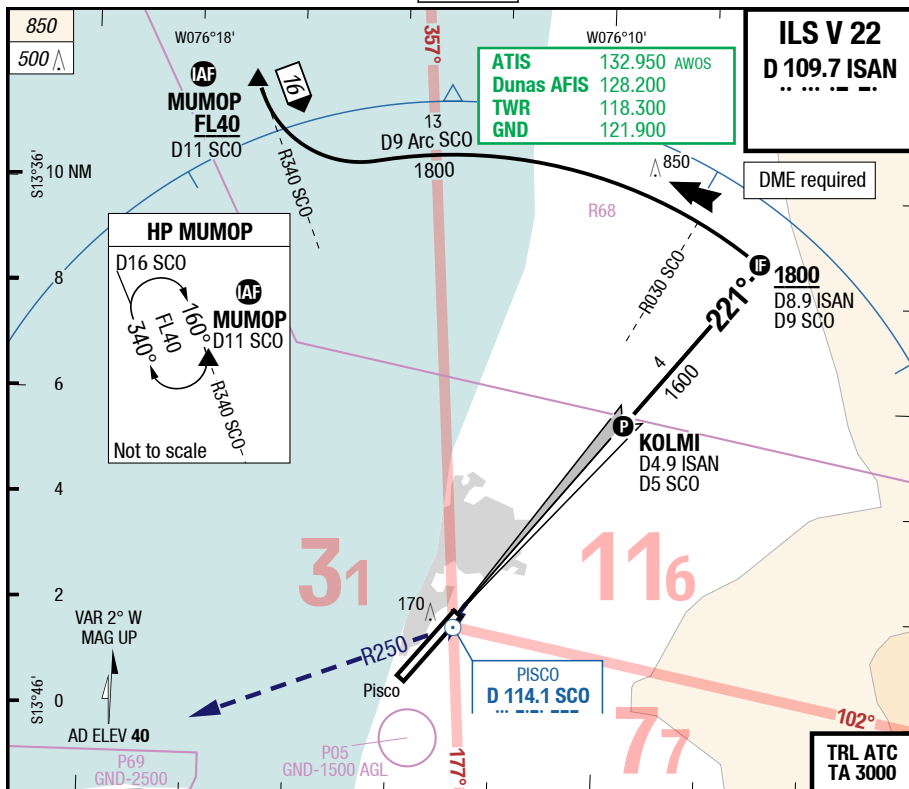 850
500
W076°18'
357°
W076°10'
ATIS 132.950 AWOS
Dunas AFIS 128.200
TWR 118.300
GND 121.900
ILS V 22
D 109.7 ISAN
IAF
MUMOP
FL40
D11 SCO
16
13
D9 Arc SCO
1800
R340 SCO
S13°36'
10 NM
850
DME required
R68
HP MUMOP
D16 SCO
IAF
MUMOP
D11 SCO
160°
FL40
340°
R340 SCO
Not to scale
R030 SCO
IF
1800
D8.9 ISAN
D9 SCO
221°
4
1600
8
6
P
KOLMI
D4.9 ISAN
D5 SCO
4
31
116
2
170
VAR 2° W
MAG UP
R250
PISCO
D 114.1 SCO
Pisco
S13°46'
0
AD ELEV 40
102°
P69
GND-2500
P05
GND-1500 AGL
177°
77
TRL ATC
TA 3000